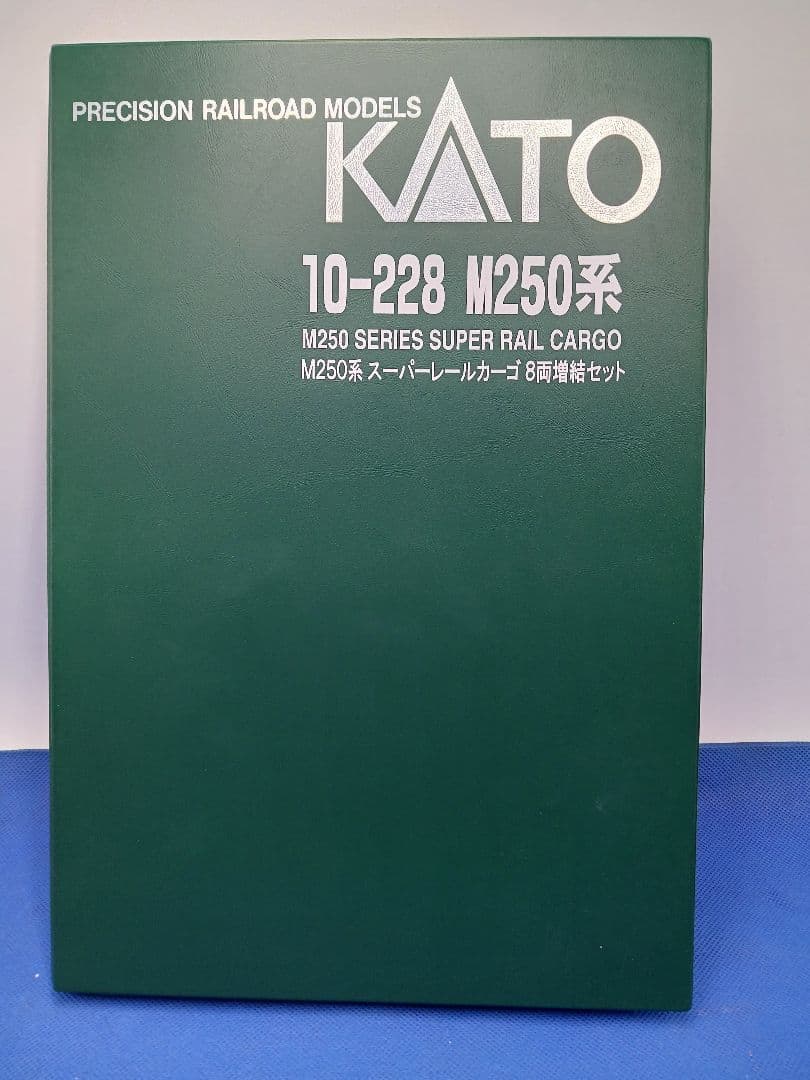 PRECISION RAILROAD MODELS
KATO
10-228 M250系
M250 SERIES SUPER RAIL CARGO
M250系 スーパーレールカーゴ 8両増結セット